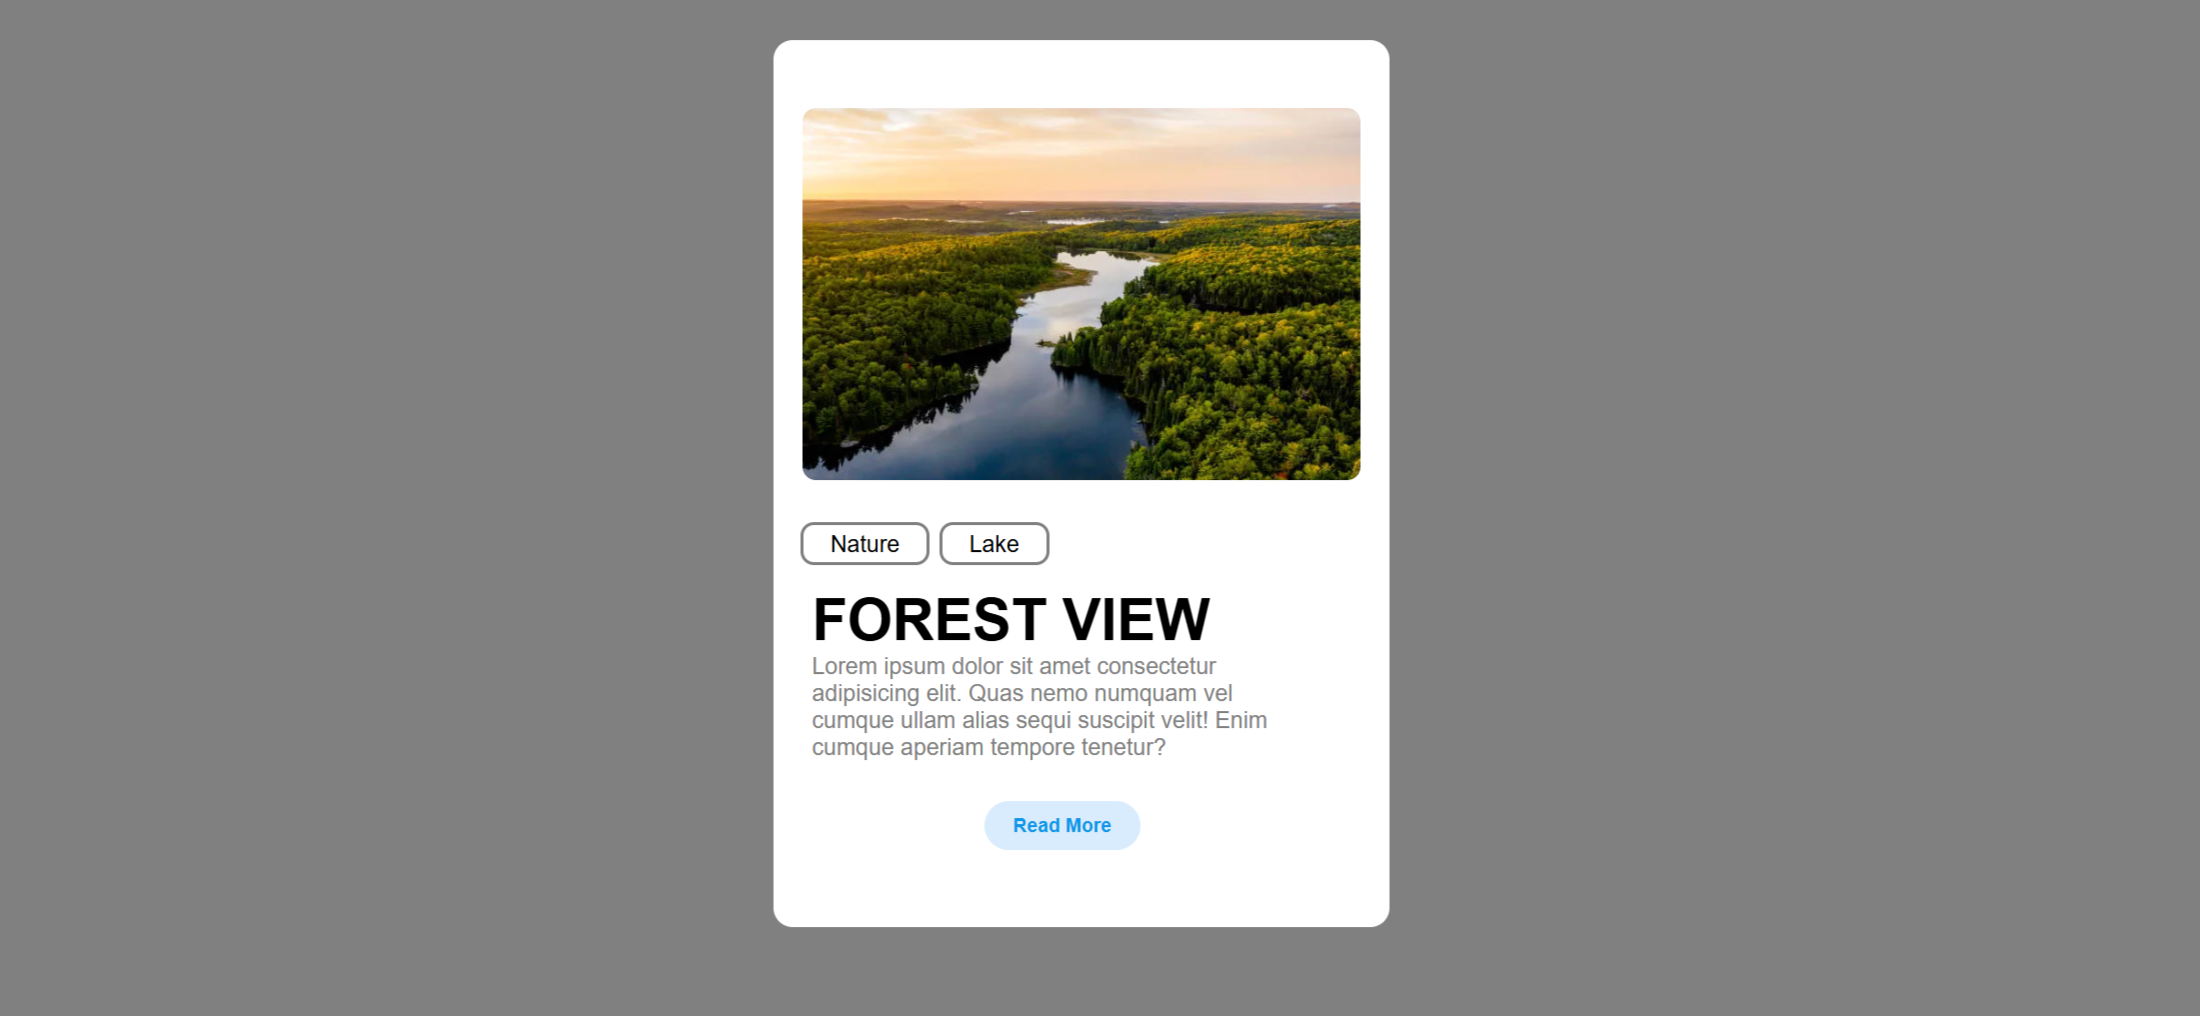 Nature
Lake
FOREST VIEW
Lorem ipsum dolor sit amet consectetur
adipisicing elit. Quas nemo numquam vel
cumque ullam alias sequi suscipit velit! Enim
cumque aperiam tempore tenetur?
Read More